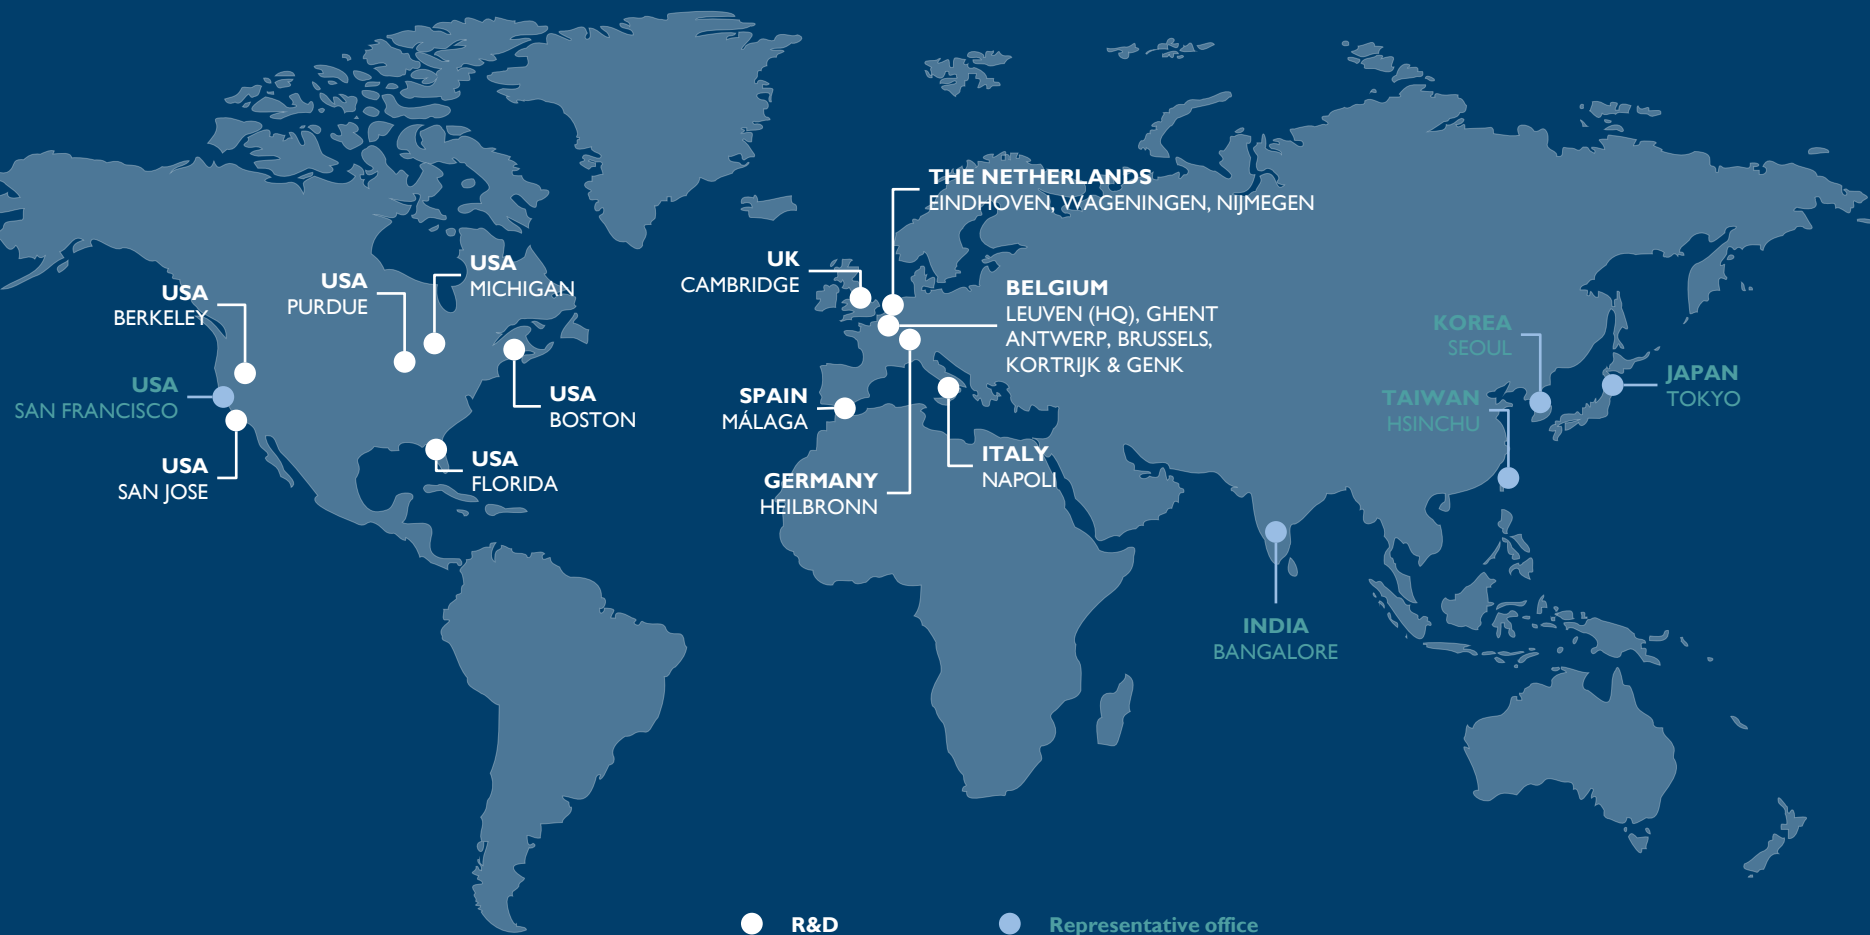 THE NETHERLANDS
EINDHOVEN, WAGENINGEN, NIJMEGEN
UK
CAMBRIDGE
USA
MICHIGAN
USA
PURDUE
USA
BERKELEY
BELGIUM
LEUVEN (HQ), GHENT
ANTWERP, BRUSSELS,
KORTRIJK & GENK
KOREA
SEOUL
USA
SAN FRANCISCO
USA
BOSTON
SPAIN
MÁLAGA
TAIWAN
HSINCHU
JAPAN
TOKYO
USA
SAN JOSE
USA
FLORIDA
GERMANY
HEILBRONN
ITALY
NAPOLI
INDIA
BANGALORE
R&D
Representative office